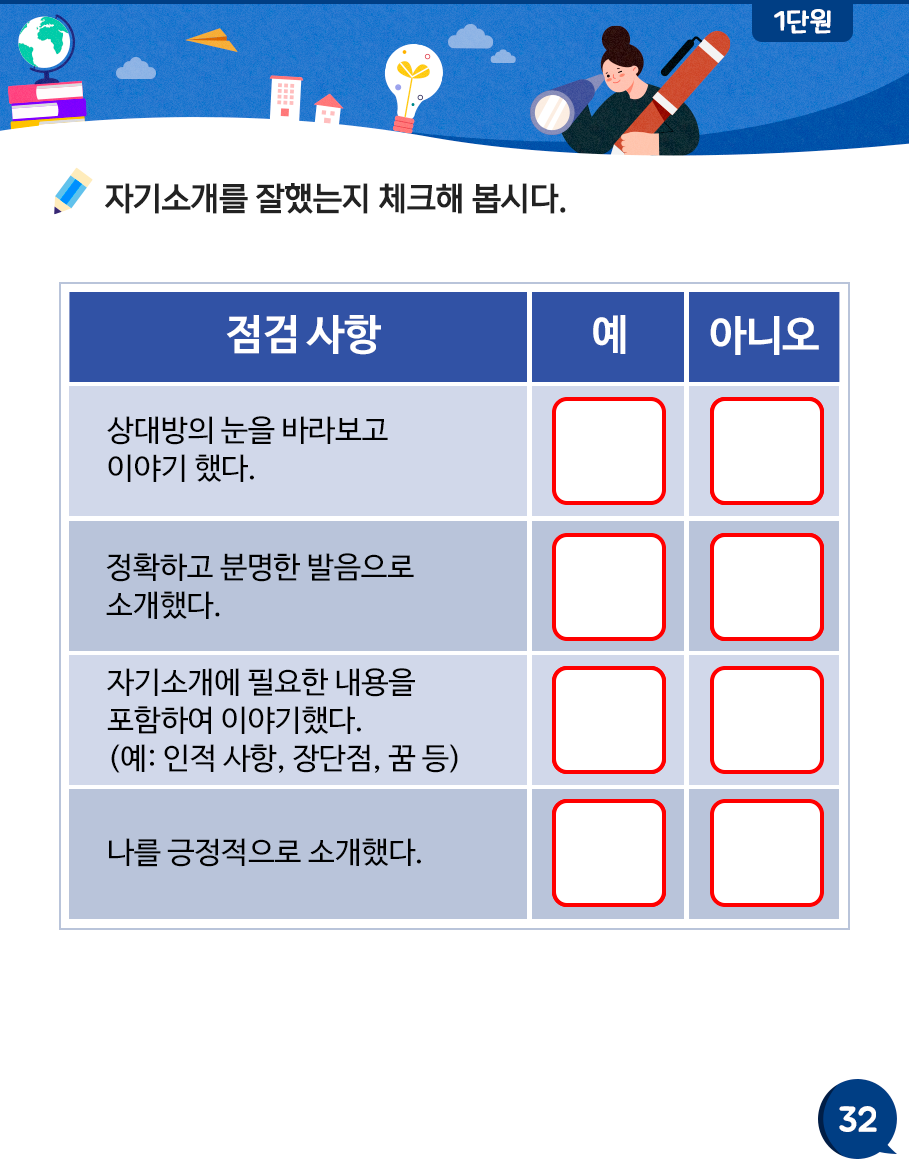 1단원
자기소개를 잘했는지 체크해 봅시다.
점검 사항
예
아니오
상대방의 눈을 바라보고
이야기 했다.
정확하고 분명한 발음으로
소개했다.
자기소개에 필요한 내용을
포함하여 이야기했다.
(예: 인적 사항, 장단점, 꿈 등)
나를 긍정적으로 소개했다.
32